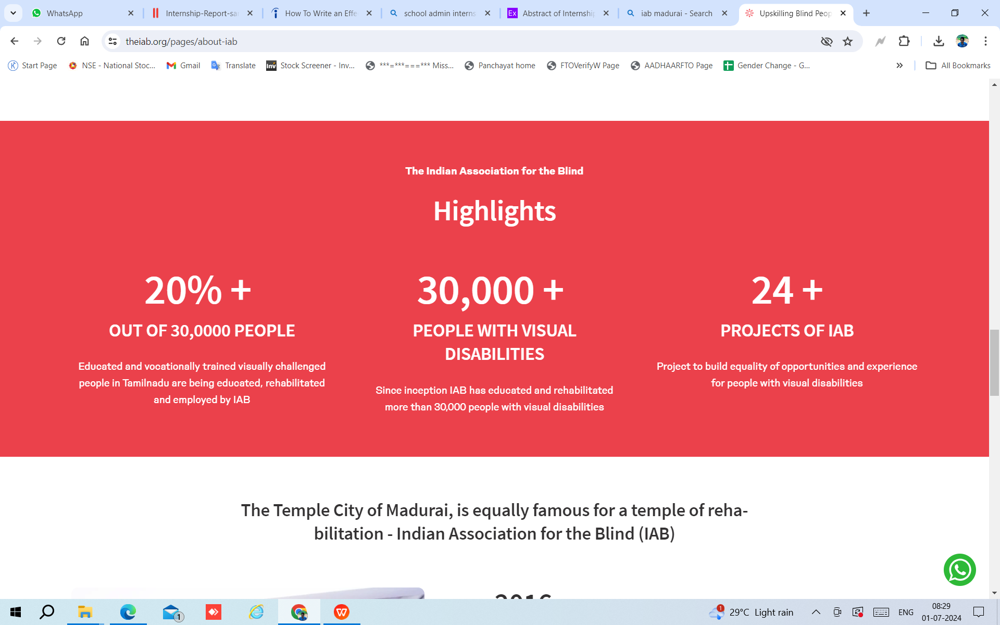 WhatsApp
Internship-Report-sar
How To Write an Effe
school admin interns
Abstract of Internship
iab madurai - Search
Upskilling Blind Peop
theiab.org/pages/about-iab
Start Page
NSE - National Stoc...
Gmail
Translate
Stock Screener - Inv...
***=***===*** Miss...
Panchayat home
FTOVerifyW Page
AADHAARFTO Page
Gender Change - G...
All Bookmarks
The Indian Association for the Blind
Highlights
20% +
OUT OF 30,0000 PEOPLE
Educated and vocationally trained visually challenged
people in Tamilnadu are being educated, rehabilitated
and employed by IAB
30,000 +
PEOPLE WITH VISUAL
DISABILITIES
Since inception IAB has educated and rehabilitated
more than 30,000 people with visual disabilities
24 +
PROJECTS OF IAB
Project to build equality of opportunities and experience
for people with visual disabilities
The Temple City of Madurai, is equally famous for a temple of reha-
bilitation - Indian Association for the Blind (IAB)
29°C Light rain
ENG
08:29
01-07-2024